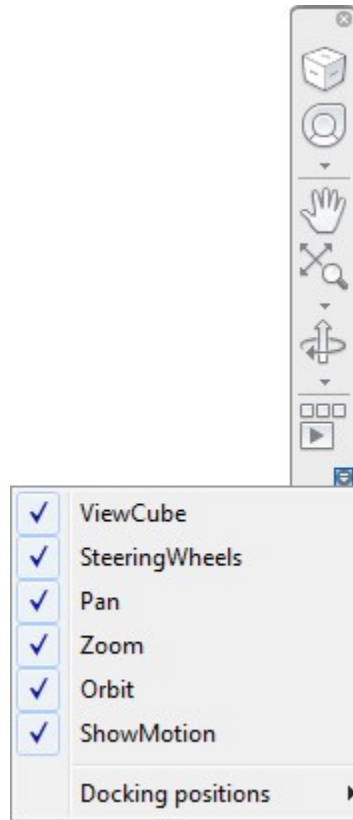 ViewCube
SteeringWheels
Pan
Zoom
Orbit
ShowMotion
Docking positions